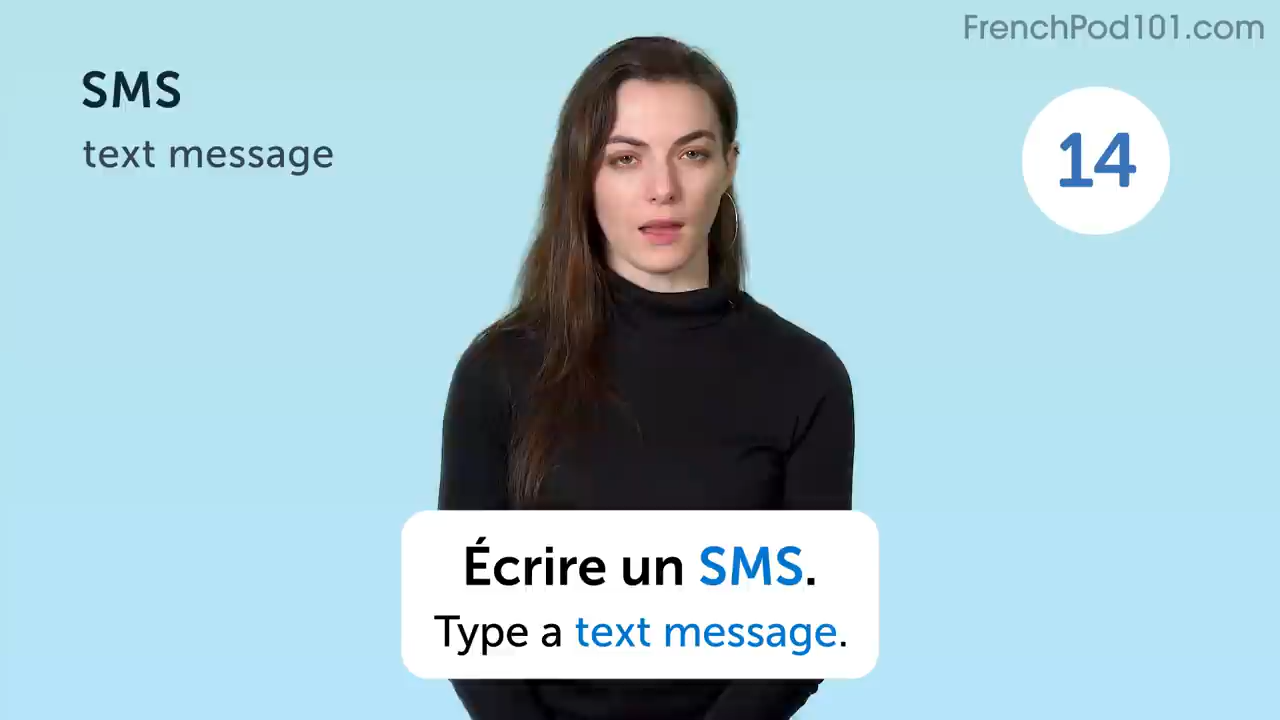 FrenchPod101.com
SMS
text message
14
Écrire un SMS.
Type a text message.